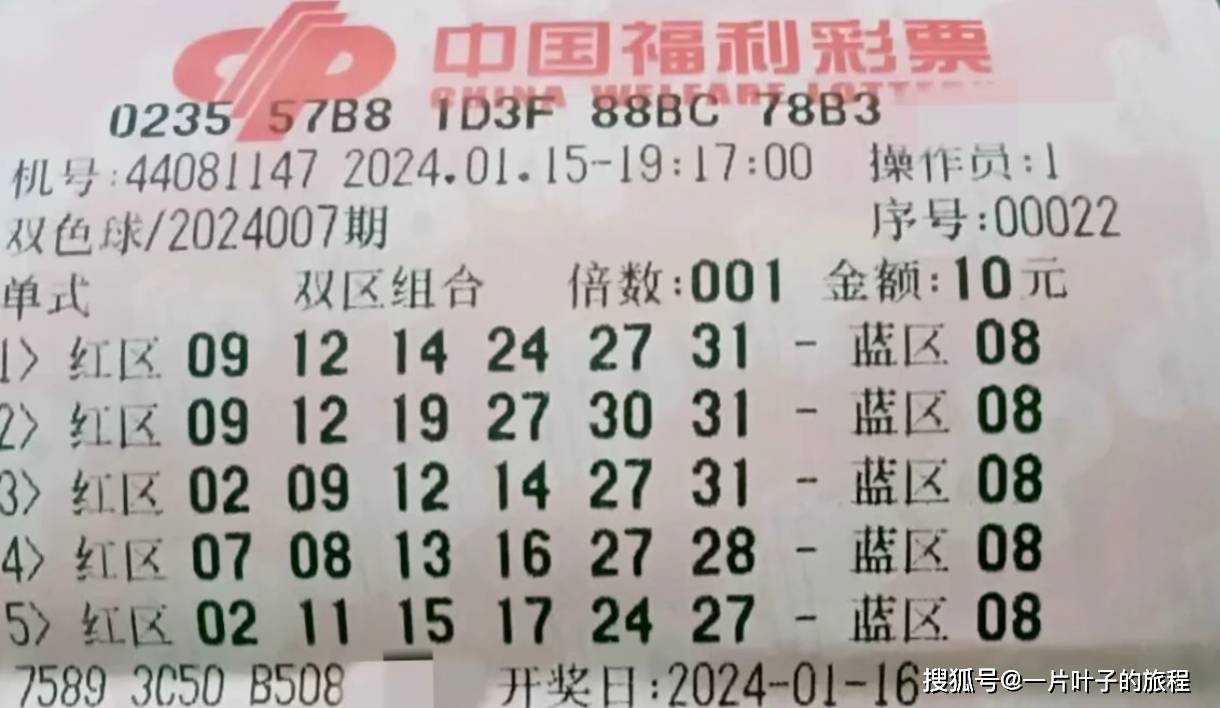 中国福利彩票
CHINA WELFARE LOTTERY
0235 57B8 1D3F 88BC 78B3
机号:44081147 2024.01.15-19:17:00 操作员:1
双色球/2024007期 序号:00022
单式 双区组合 倍数:001 金额:10元
1> 红区 09 12 14 24 27 31 - 蓝区 08
2> 红区 09 12 19 27 30 31 - 蓝区 08
3> 红区 02 09 12 14 27 31 - 蓝区 08
4> 红区 07 08 13 16 27 28 - 蓝区 08
5> 红区 02 11 15 17 24 27 - 蓝区 08
7589 3C50 B508 开奖日:2024-01-16
搜狐号@一片叶子的旅程